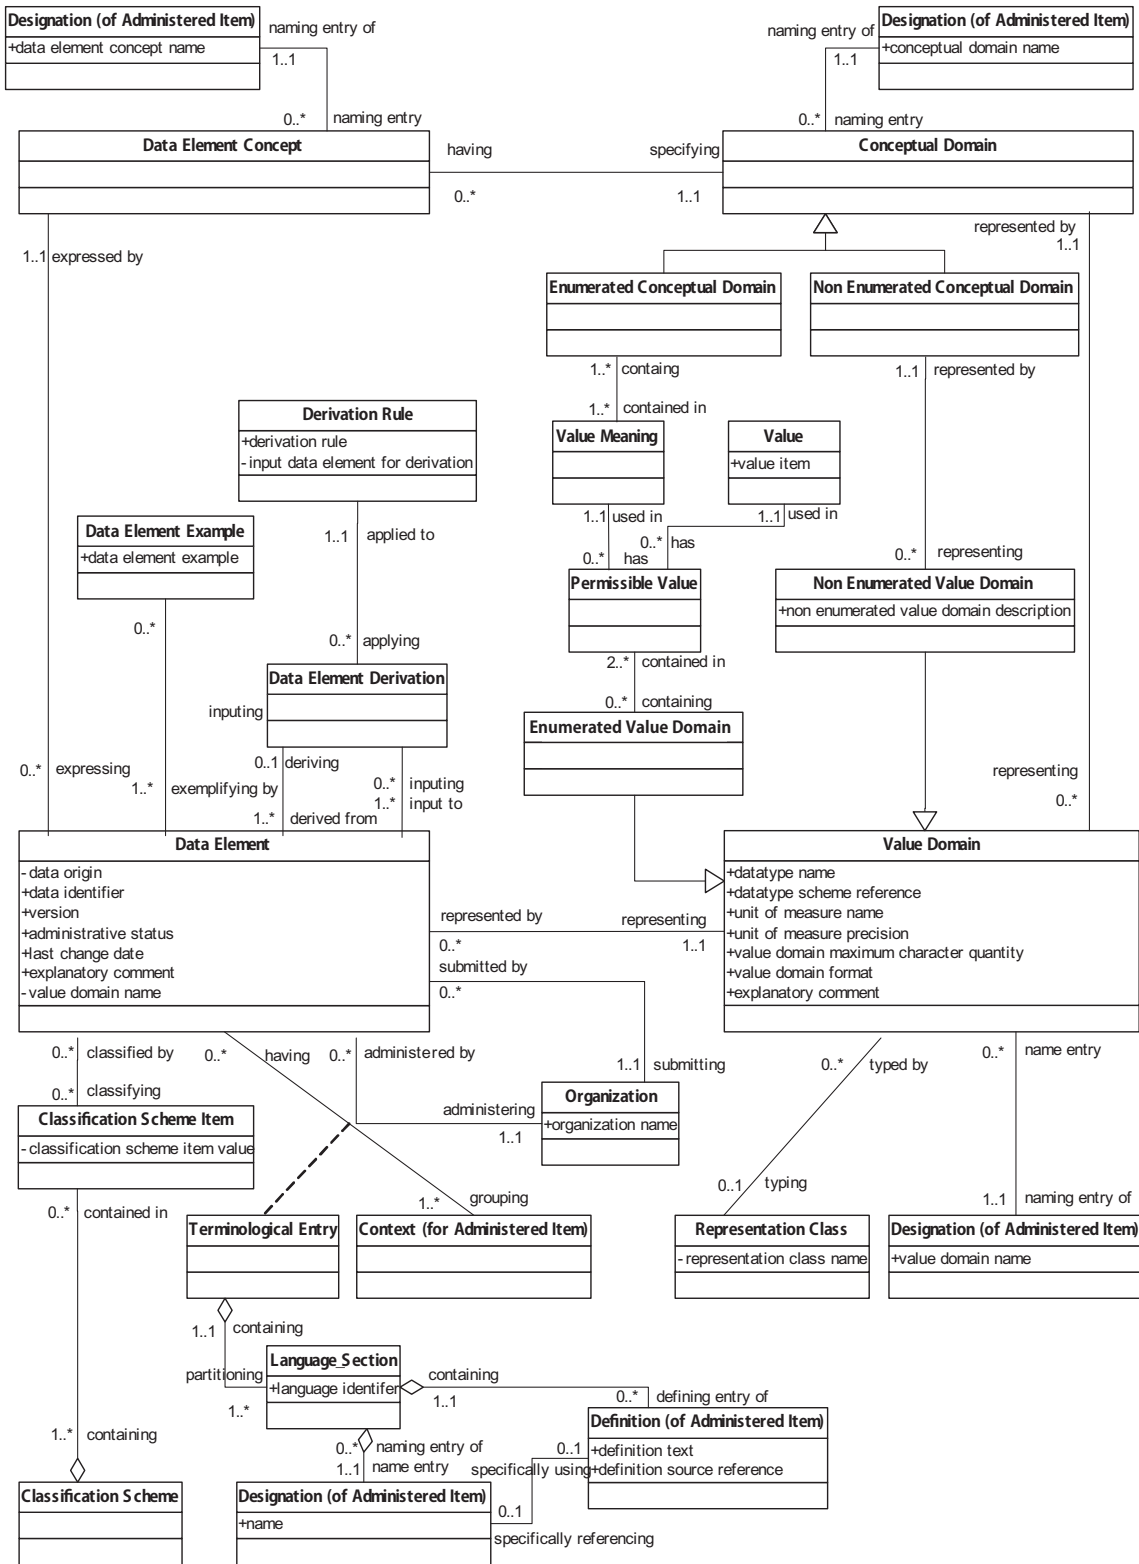 Designation (of Administered Item)
+data element concept name
naming entry of
1..1
0..*
naming entry
Designation (of Administered Item)
+conceptual domain name
naming entry of
1..1
0..*
naming entry
Data Element Concept
having
0..*
specifying
1..1
Conceptual Domain
1..1 expressed by
represented by
1..1
Enumerated Conceptual Domain
Non Enumerated Conceptual Domain
1..* containg
1..* contained in
1..1 represented by
Derivation Rule
+derivation rule
- input data element for derivation
Value Meaning
Value
+value item
1..1 used in
1..1 used in
Data Element Example
+data element example
1..1 applied to
0..* has
0..* has
0..* representing
Permissible Value
Non Enumerated Value Domain
+non enumerated value domain description
0..*
0..* applying
2..* contained in
0..* containing
Data Element Derivation
inputing
Enumerated Value Domain
0..1 deriving
0..* inputing
1..* input to
0..* expressing
1..* exemplifying by
1..* derived from
representing
0..*
Data Element
- data origin
+data identifier
+version
+administrative status
+last change date
+explanatory comment
- value domain name
Value Domain
+datatype name
+datatype scheme reference
+unit of measure name
+unit of measure precision
+value domain maximum character quantity
+value domain format
+explanatory comment
represented by
0..*
representing
1..1
submitted by
0..*
0..* classified by
0..* classifying
0..* having
0..* administered by
1..1 submitting
0..* typed by
0..* name entry
Classification Scheme Item
- classification scheme item value
administering
1..1
Organization
+organization name
0..* contained in
1..* grouping
0..1 typing
1..1 naming entry of
Terminological Entry
Context (for Administered Item)
Representation Class
- representation class name
Designation (of Administered Item)
+value domain name
1..1 containing
partitioning
1..*
Language_Section
+language identifer
containing
1..1
0..* defining entry of
1..* containing
0..* naming entry of
1..1 name entry
Definition (of Administered Item)
+definition text
+definition source reference
0..1
specifically using
Classification Scheme
Designation (of Administered Item)
+name
0..1
specifically referencing